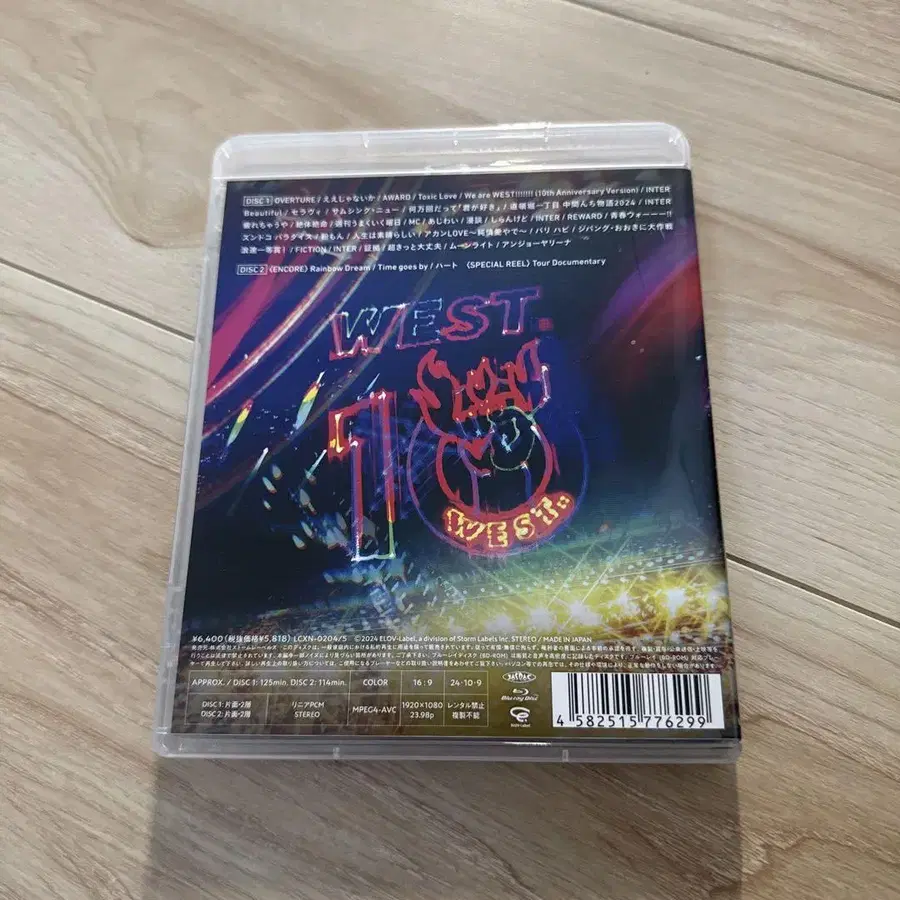 DISC 1 OVERTURE / ええじゃないか / AWARD / Toxic Love / We are WEST!!!!!!! (10th Anniversary Version) / INTER
Beautiful / セラヴィ / サムシング・ニュー / 何万回だって「君が好き」 / 喫茶一丁目 中間んち物語2024 / INTER
/ 絶体絶命 / 週刊うまくいく曜日 / MC / あじわい / 漫談 / しらんけど / INTER / REWARD / 青春ウォーーー!!
ズンドコ パラダイス / 粉もん / 人生は素晴らしい / アカンLOVE〜純情愛やで〜 / パリ ハピ / ジパング・おおきに大作戦
浪速一等賞! / FICTION / INTER / 証拠 / 超きっと大丈夫 / ムーンライト / アンジョーヤリーナ
DISC 2 〈ENCORE〉 Rainbow Dream / Time goes by / ハート 〈SPECIAL REEL〉 Tour Documentary
WEST.
10
WEST.
¥6,400 (税抜価格¥5,818) LCXN-0204/5 ©2024 ELOV-Label, a division of Storm Labels Inc. STEREO / MADE IN JAPAN
APPROX. / DISC 1: 125min. DISC 2: 114min. COLOR 16:9 24・10・9
DISC 1: 片面・2層 リニアPCM MPEG4-AVC 1920×1080 レンタル禁止
DISC 2: 片面・2層 STEREO 23.98p 複製不能
Blu-ray Disc
4 582515 776299